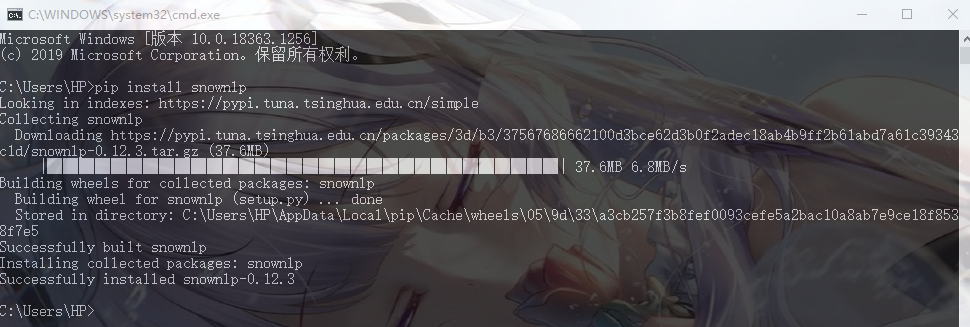 C:\WINDOWS\system32\cmd.exe
Microsoft Windows [版本 10.0.18363.1256]
(c) 2019 Microsoft Corporation。保留所有权利。
C:\Users\HP>pip install snownlp
Looking in indexes: https://pypi.tuna.tsinghua.edu.cn/simple
Collecting snownlp
Downloading https://pypi.tuna.tsinghua.edu.cn/packages/3d/b3/37567686662100d3bce62d3b0f2adec18ab4b9ff2b61abd7a61c39343
c1d/snownlp-0.12.3.tar.gz (37.6MB)
37.6MB 6.8MB/s
Building wheels for collected packages: snownlp
Building wheel for snownlp (setup.py) ... done
Stored in directory: C:\Users\HP\AppData\Local\pip\Cache\wheels\05\9d\33\a3cb257f3b8fef0093cefe5a2bac10a8ab7e9ce18f853
8f7e5
Successfully built snownlp
Installing collected packages: snownlp
Successfully installed snownlp-0.12.3
C:\Users\HP>